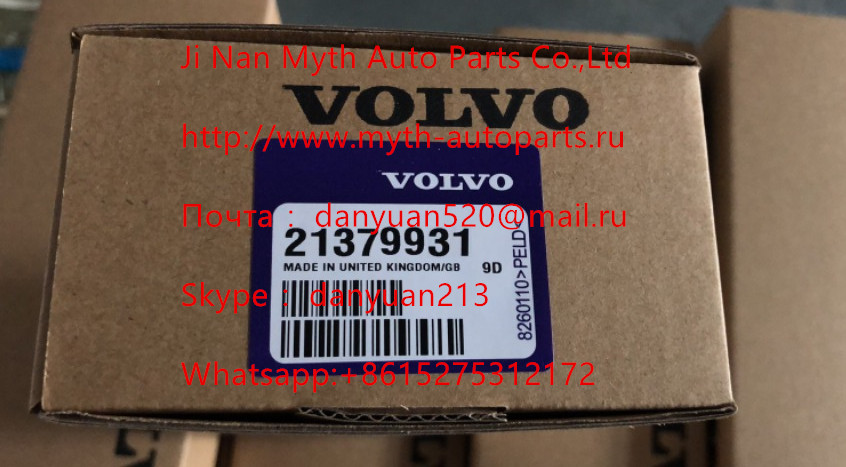 Ji Nan Myth Auto Parts Co.,Ltd
VOLVO
http://www.myth-autoparts.ru
VOLVO
Почта : danyuan520@mail.ru
21379931
MADE IN UNITED KINGDOM/GB 9D
8260110>PELD<
Skype : danyuan213
Whatsapp:+8615275312172